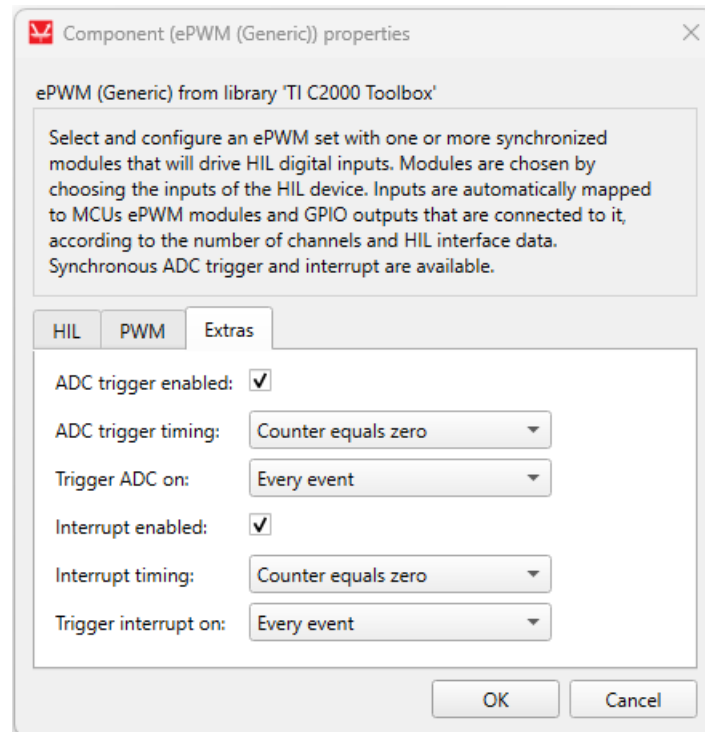 Component (ePWM (Generic)) properties
ePWM (Generic) from library 'TI C2000 Toolbox'
Select and configure an ePWM set with one or more synchronized
modules that will drive HIL digital inputs. Modules are chosen by
choosing the inputs of the HIL device. Inputs are automatically mapped
to MCUs ePWM modules and GPIO outputs that are connected to it,
according to the number of channels and HIL interface data.
Synchronous ADC trigger and interrupt are available.
HIL PWM Extras
ADC trigger enabled:
ADC trigger timing: Counter equals zero
Trigger ADC on: Every event
Interrupt enabled:
Interrupt timing: Counter equals zero
Trigger interrupt on: Every event
OK Cancel